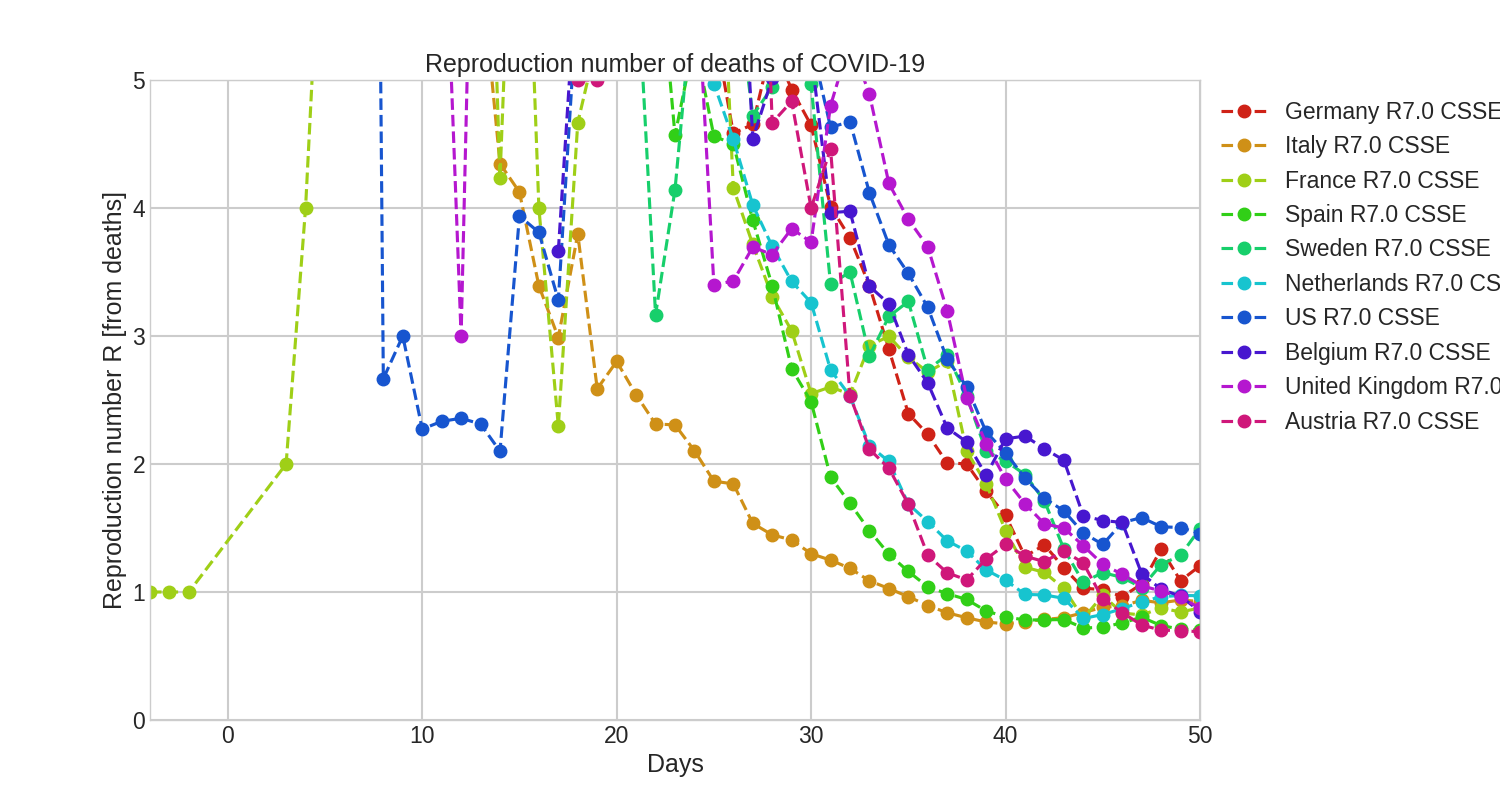 Reproduction number of deaths of COVID-19
Reproduction number R [from deaths]
5
4
3
2
1
0
0
10
20
30
40
50
Days
Germany R7.0 CSSE
Italy R7.0 CSSE
France R7.0 CSSE
Spain R7.0 CSSE
Sweden R7.0 CSSE
Netherlands R7.0 CS
US R7.0 CSSE
Belgium R7.0 CSSE
United Kingdom R7.0
Austria R7.0 CSSE